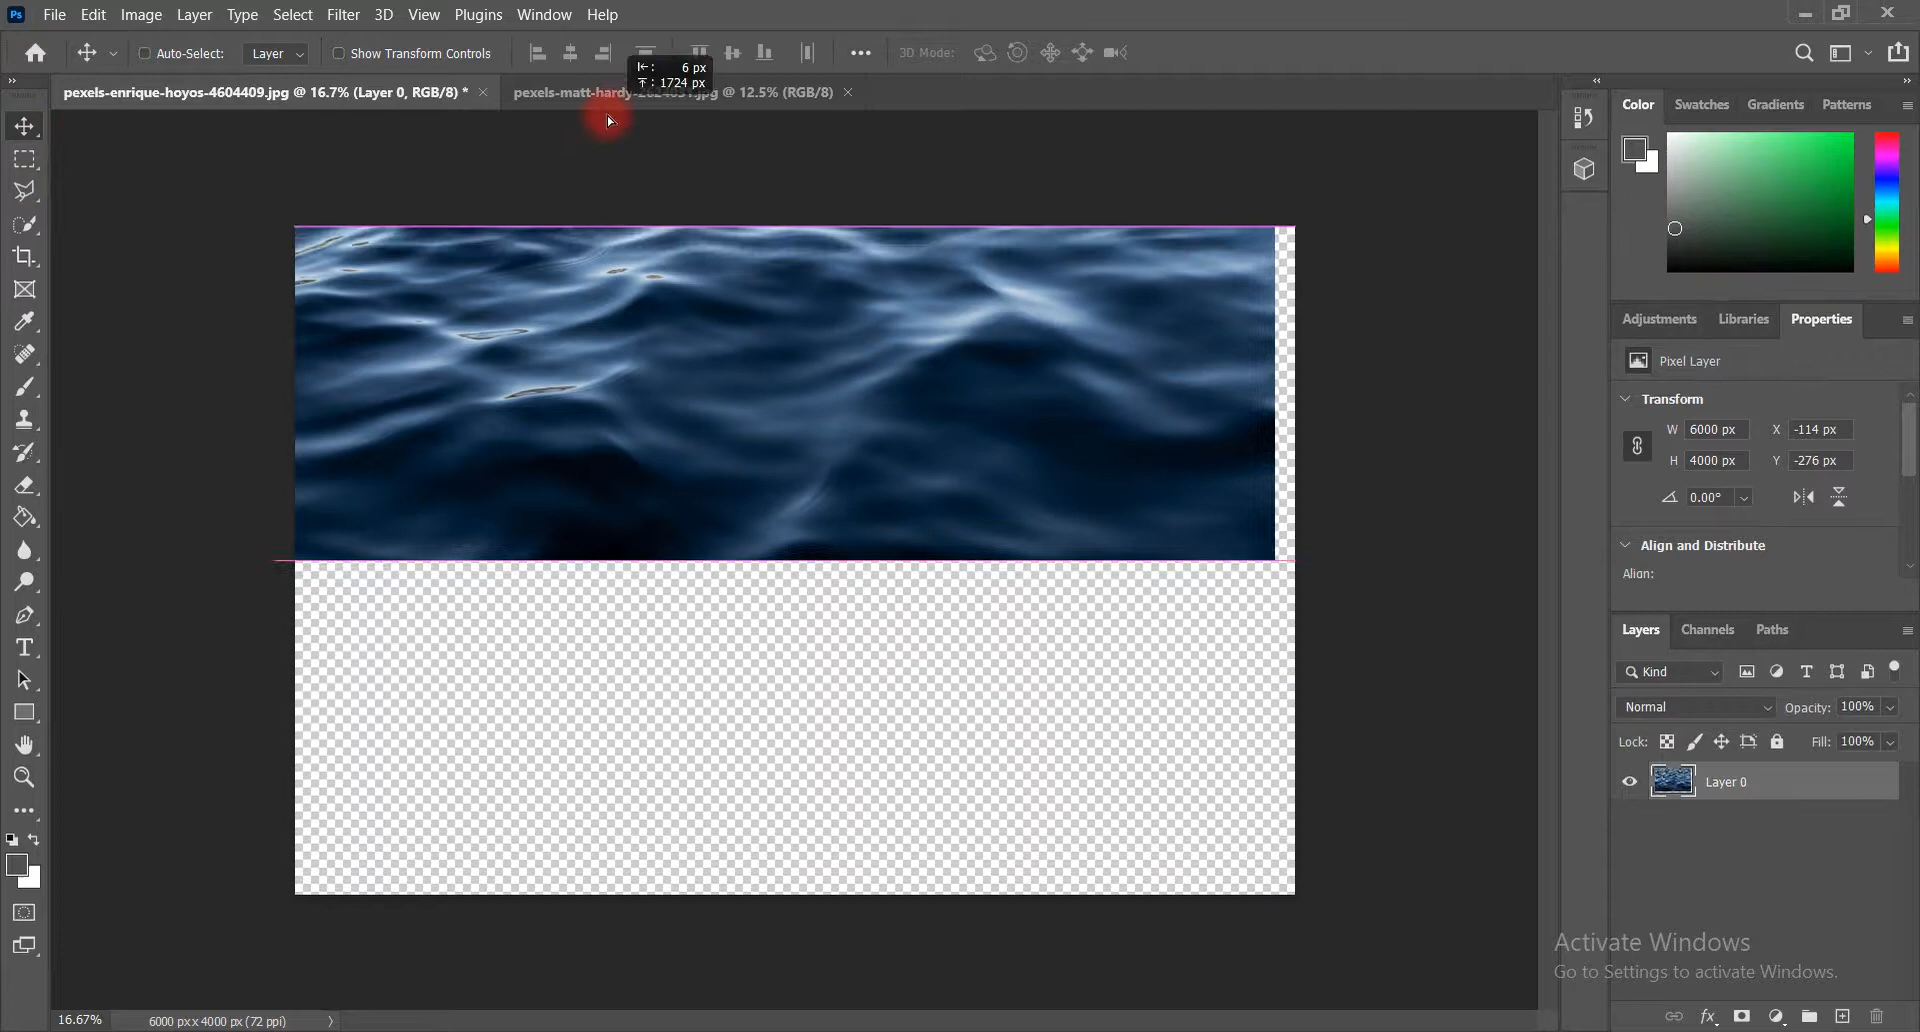 Ps File Edit Image Layer Type Select Filter 3D View Plugins Window Help
Auto-Select: Layer Show Transform Controls 3D Mode:
6 px
1724 px
pexels-enrique-hoyos-4604409.jpg @ 16.7% (Layer 0, RGB/8) * pexels-matt-hardy- .jpg @ 12.5% (RGB/8)
Color Swatches Gradients Patterns
Adjustments Libraries Properties
Pixel Layer
Transform
W 6000 px X -114 px
H 4000 px Y -276 px
0.00°
Align and Distribute
Align:
Layers Channels Paths
Kind
Normal Opacity: 100%
Lock: Fill: 100%
Layer 0
Activate Windows
Go to Settings to activate Windows.
16.67% 6000 px x 4000 px (72 ppi)